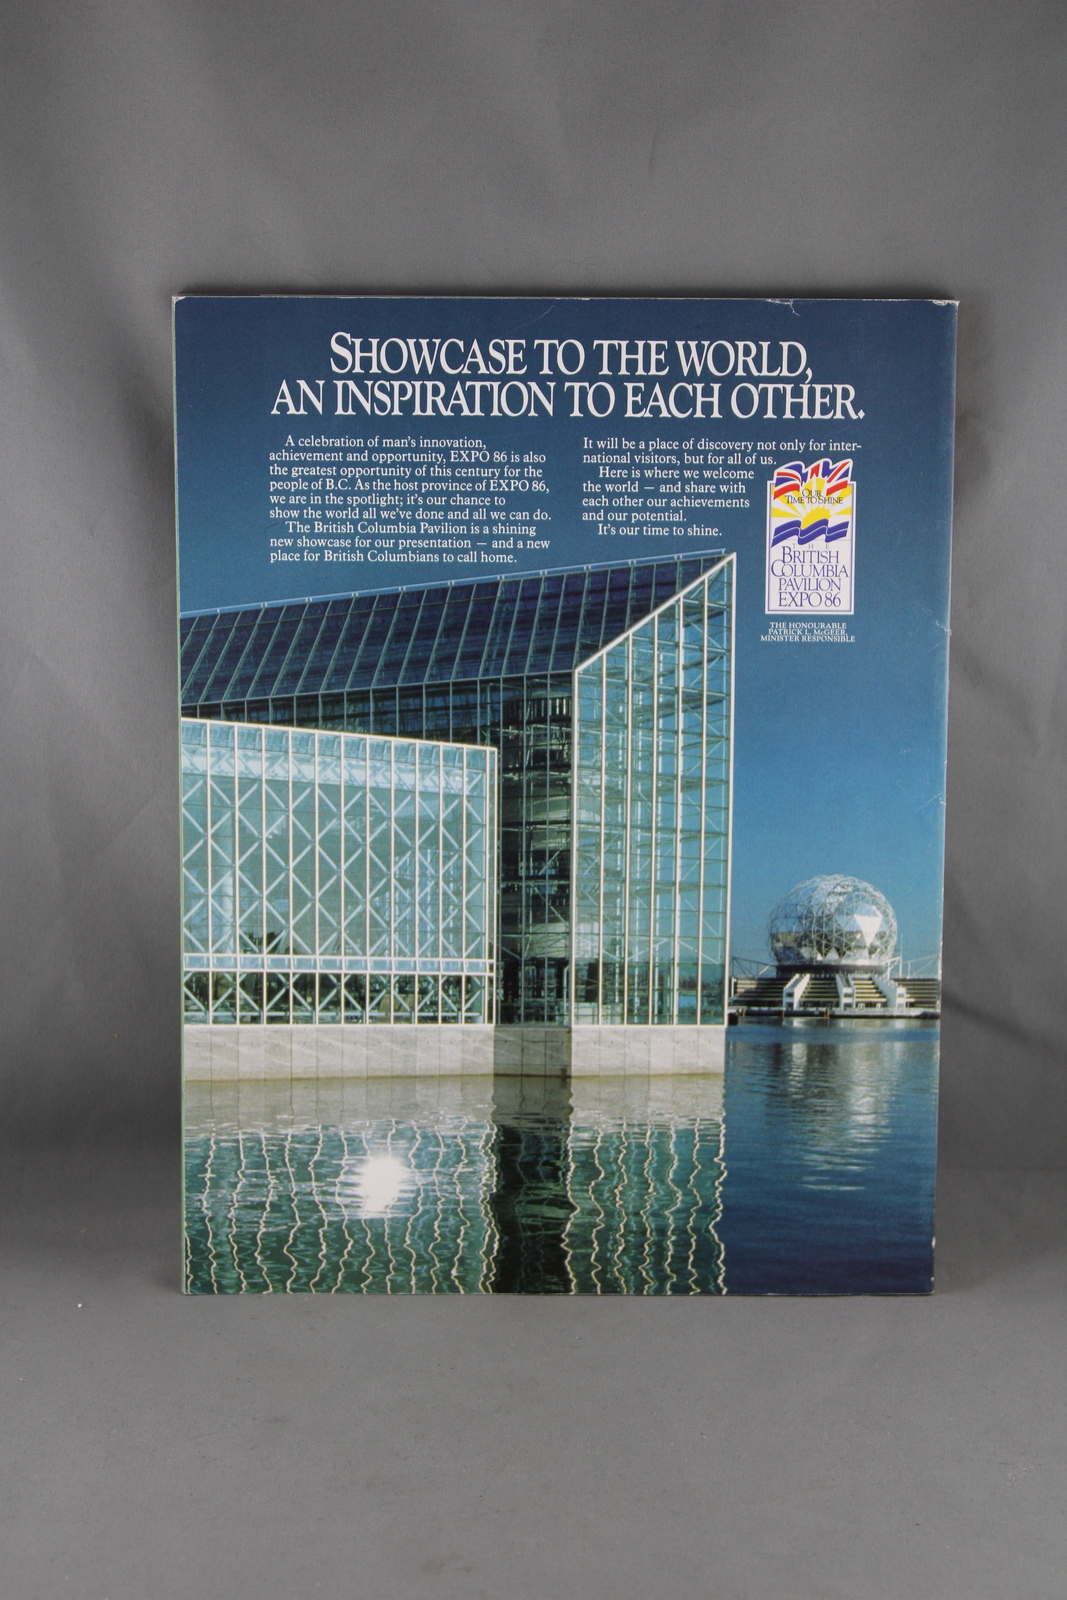 SHOWCASE TO THE WORLD,
AN INSPIRATION TO EACH OTHER.
A celebration of man's innovation,
achievement and opportunity, EXPO 86 is also
the greatest opportunity of this century for the
people of B.C. As the host province of EXPO 86,
we are in the spotlight; it's our chance to
show the world all we've done and all we can do.
The British Columbia Pavilion is a shining
new showcase for our presentation — and a new
place for British Columbians to call home.
It will be a place of discovery not only for inter-
national visitors, but for all of us.
Here is where we welcome
the world — and share with
each other our achievements
and our potential.
It's our time to shine.
OUR
TIME TO SHINE
THE
BRITISH
COLUMBIA
PAVILION
EXPO 86
THE HONOURABLE
PATRICK L. McGEER,
MINISTER RESPONSIBLE